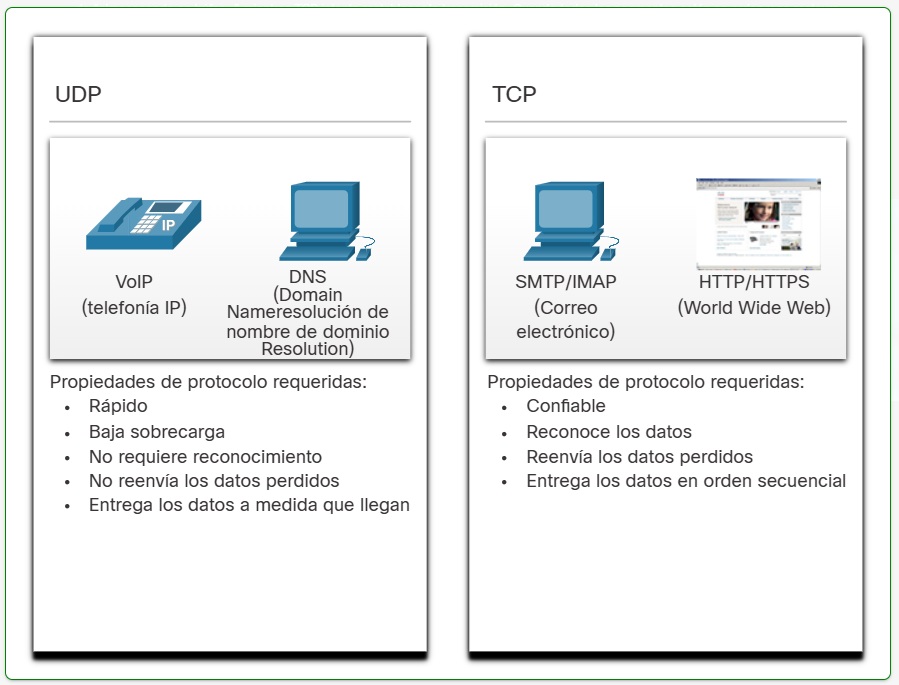 UDP
IP
VoIP
(telefonía IP)
DNS
(Domain
Nameresolución de
nombre de dominio
Resolution)
Propiedades de protocolo requeridas:
• Rápido
• Baja sobrecarga
• No requiere reconocimiento
• No reenvía los datos perdidos
• Entrega los datos a medida que llegan
TCP
SMTP/IMAP
(Correo
electrónico)
HTTP/HTTPS
(World Wide Web)
Propiedades de protocolo requeridas:
• Confiable
• Reconoce los datos
• Reenvía los datos perdidos
• Entrega los datos en orden secuencial